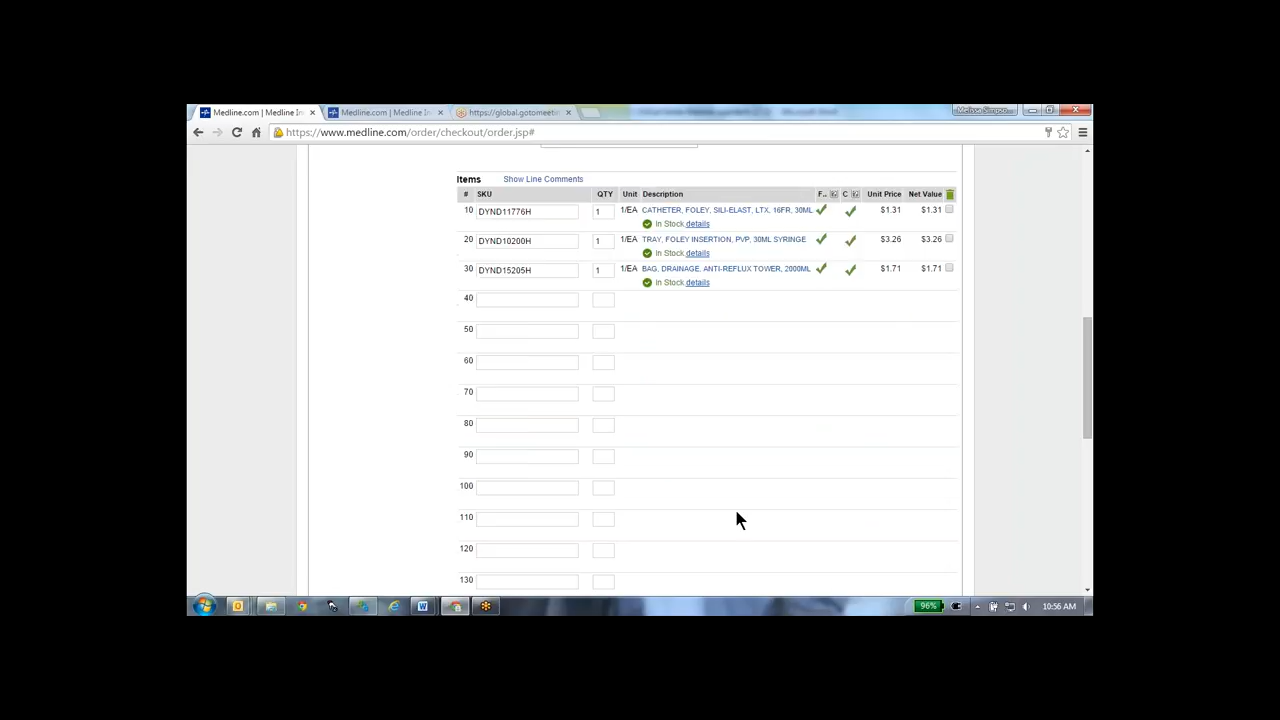 Medline.com | Medline In
Medline.com | Medline In
https://global.gotomeeti
Melissa Simpso...
https://www.medline.com/order/checkout/order.jsp#
Items Show Line Comments
# SKU QTY Unit Description F.. C Unit Price Net Value
10 DYND11776H 1 1/EA CATHETER, FOLEY, SILI-ELAST, LTX, 16FR, 30ML $1.31 $1.31
In Stock details
20 DYND10200H 1 1/EA TRAY, FOLEY INSERTION, PVP, 30ML SYRINGE $3.26 $3.26
In Stock details
30 DYND15205H 1 1/EA BAG, DRAINAGE, ANTI-REFLUX TOWER, 2000ML $1.71 $1.71
In Stock details
40
50
60
70
80
90
100
110
120
130
96% 10:56 AM